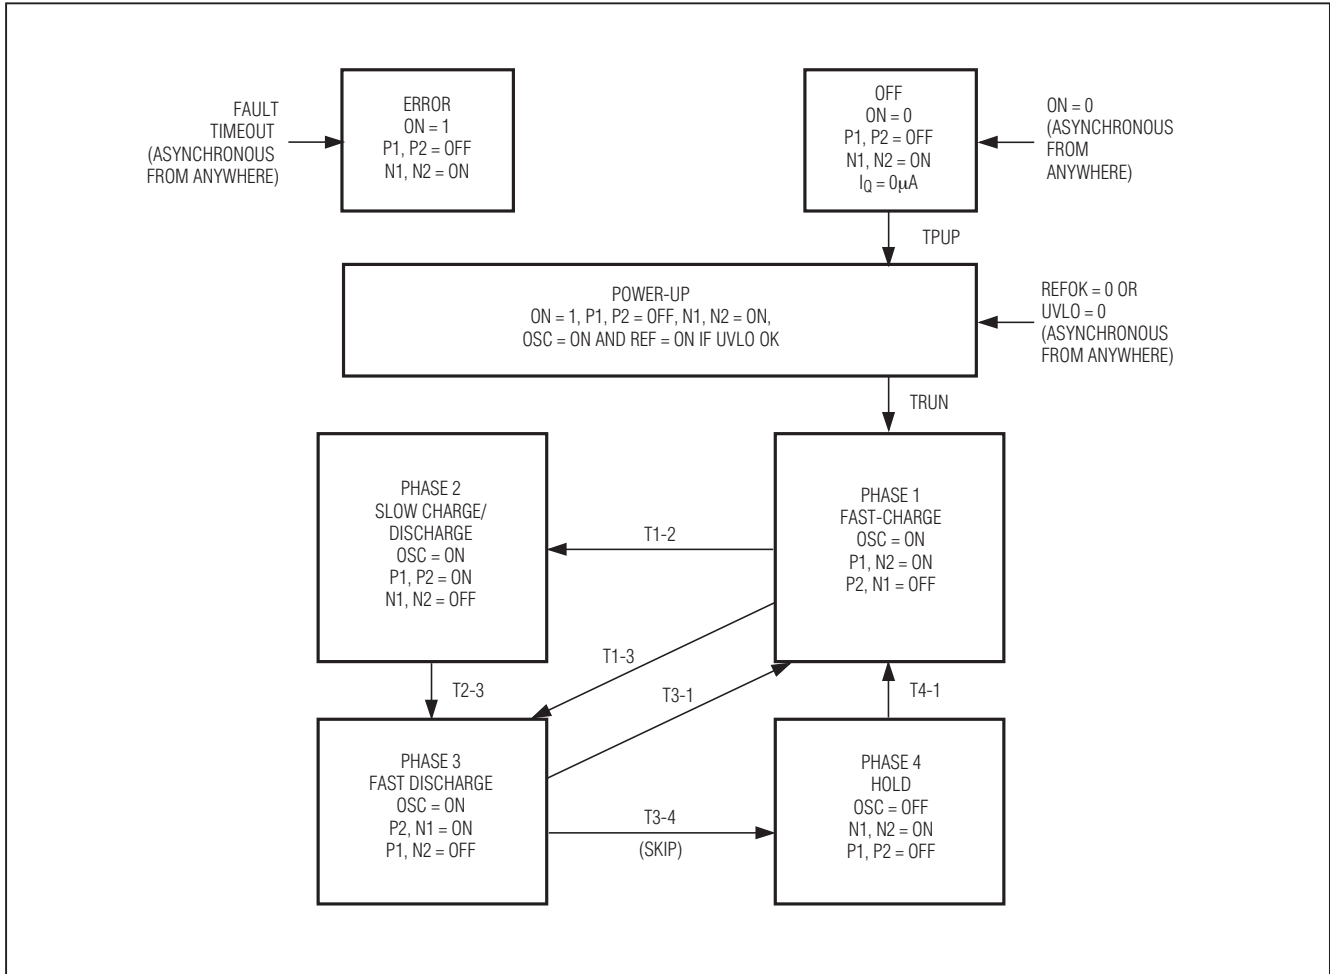 FAULT
TIMEOUT
(ASYNCHRONOUS
FROM ANYWHERE)
ERROR
ON = 1
P1, P2 = OFF
N1, N2 = ON
OFF
ON = 0
P1, P2 = OFF
N1, N2 = ON
IQ = 0μA
ON = 0
(ASYNCHRONOUS
FROM
ANYWHERE)
TPUP
POWER-UP
ON = 1, P1, P2 = OFF, N1, N2 = ON,
OSC = ON AND REF = ON IF UVLO OK
REFOK = 0 OR
UVLO = 0
(ASYNCHRONOUS
FROM ANYWHERE)
TRUN
PHASE 2
SLOW CHARGE/
DISCHARGE
OSC = ON
P1, P2 = ON
N1, N2 = OFF
T1-2
PHASE 1
FAST-CHARGE
OSC = ON
P1, N2 = ON
P2, N1 = OFF
T1-3
T3-1
T2-3
T4-1
PHASE 3
FAST DISCHARGE
OSC = ON
P2, N1 = ON
P1, N2 = OFF
T3-4
(SKIP)
PHASE 4
HOLD
OSC = OFF
N1, N2 = ON
P1, P2 = OFF